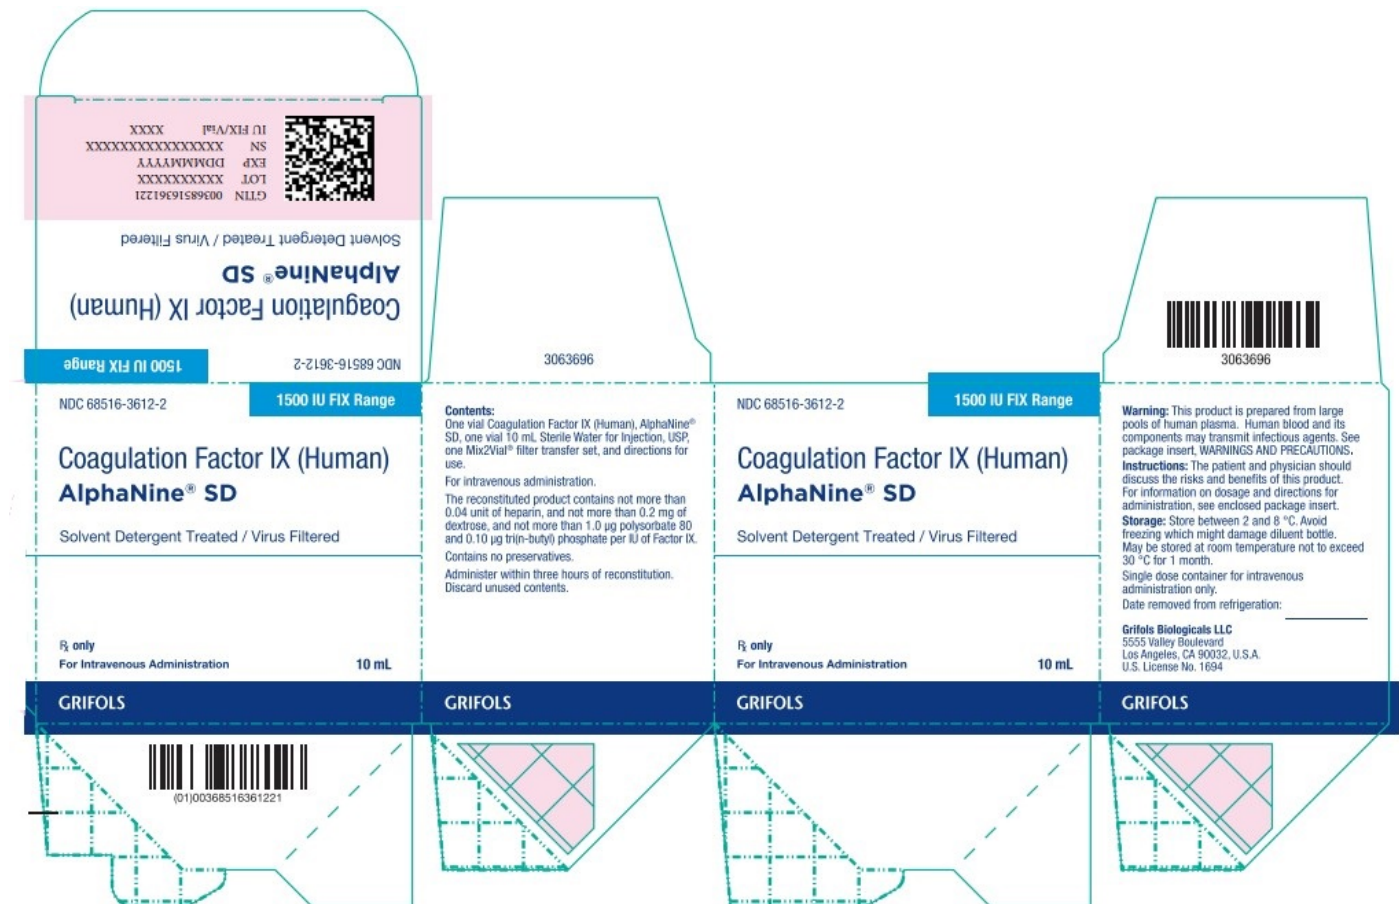 GTIN 00368516361221
LOT XXXXXXXXXX
EXP DDMMMYYYY
SN XXXXXXXXXXXXXXXXX
IU FIX/Vial XXXX
Solvent Detergent Treated / Virus Filtered
AlphaNine® SD
Coagulation Factor IX (Human)
1500 IU FIX Range
NDC 68516-3612-2
NDC 68516-3612-2
1500 IU FIX Range
Coagulation Factor IX (Human)
AlphaNine® SD
Solvent Detergent Treated / Virus Filtered
℞ only
For Intravenous Administration
10 mL
GRIFOLS
(01)00368516361221
3063696
Contents:
One vial Coagulation Factor IX (Human), AlphaNine®
SD, one vial 10 mL Sterile Water for Injection, USP,
one Mix2Vial® filter transfer set, and directions for
use.
For intravenous administration.
The reconstituted product contains not more than
0.04 unit of heparin, and not more than 0.2 mg of
dextrose, and not more than 1.0 µg polysorbate 80
and 0.10 µg tri(n-butyl) phosphate per IU of Factor IX.
Contains no preservatives.
Administer within three hours of reconstitution.
Discard unused contents.
GRIFOLS
NDC 68516-3612-2
1500 IU FIX Range
Coagulation Factor IX (Human)
AlphaNine® SD
Solvent Detergent Treated / Virus Filtered
℞ only
For Intravenous Administration
10 mL
GRIFOLS
3063696
Warning: This product is prepared from large
pools of human plasma. Human blood and its
components may transmit infectious agents. See
package insert, WARNINGS AND PRECAUTIONS.
Instructions: The patient and physician should
discuss the risks and benefits of this product.
For information on dosage and directions for
administration, see enclosed package insert.
Storage: Store between 2 and 8 °C. Avoid
freezing which might damage diluent bottle.
May be stored at room temperature not to exceed
30 °C for 1 month.
Single dose container for intravenous
administration only.
Date removed from refrigeration:
Grifols Biologicals LLC
5555 Valley Boulevard
Los Angeles, CA 90032, U.S.A.
U.S. License No. 1694
GRIFOLS